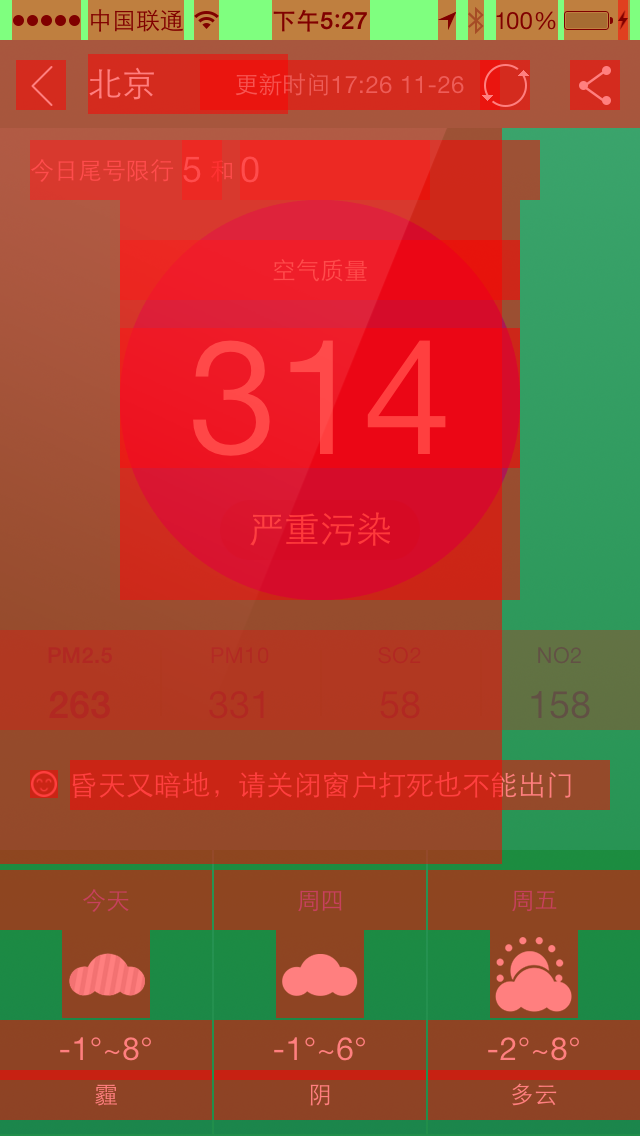 中国联通 下午5:27 100%
北京 更新时间17:26 11-26
今日尾号限行 5 和 0
空气质量
314
严重污染
PM2.5 PM10 SO2 NO2
263 331 58 158
昏天又暗地，请关闭窗户打死也不能出门
今天 周四 周五
-1°~8° -1°~6° -2°~8°
霾 阴 多云